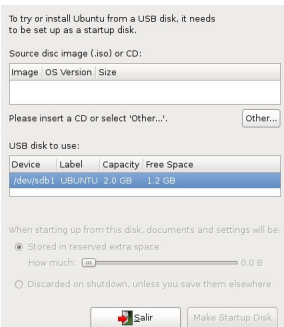 To try or install Ubuntu from a USB disk, it needs
to be set up as a startup disk.
Source disc image (.iso) or CD:
Image OS Version Size
Please insert a CD or select 'Other...'.
Other...
USB disk to use:
Device Label Capacity Free Space
/dev/sdb1 UBUNTU 2.0 GB 1.2 GB
When starting up from this disk, documents and settings will be:
Stored in reserved extra space
How much: 0.0 B
Discarded on shutdown, unless you save them elsewhere
Salir Make Startup Disk